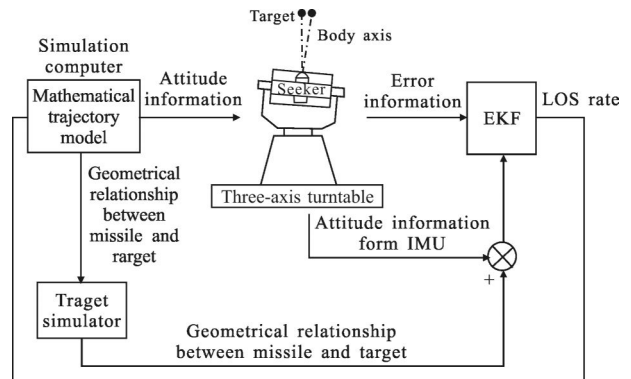 Target
Body axis
Simulation
computer
Mathematical
trajectory
model
Attitude
information
Seeker
Error
information
EKF
LOS rate
Geometrical
relationship
between
missile and
rarget
Three-axis turntable
Attitude information
form IMU
+
Traget
simulator
Geometrical relationship
between missile and target